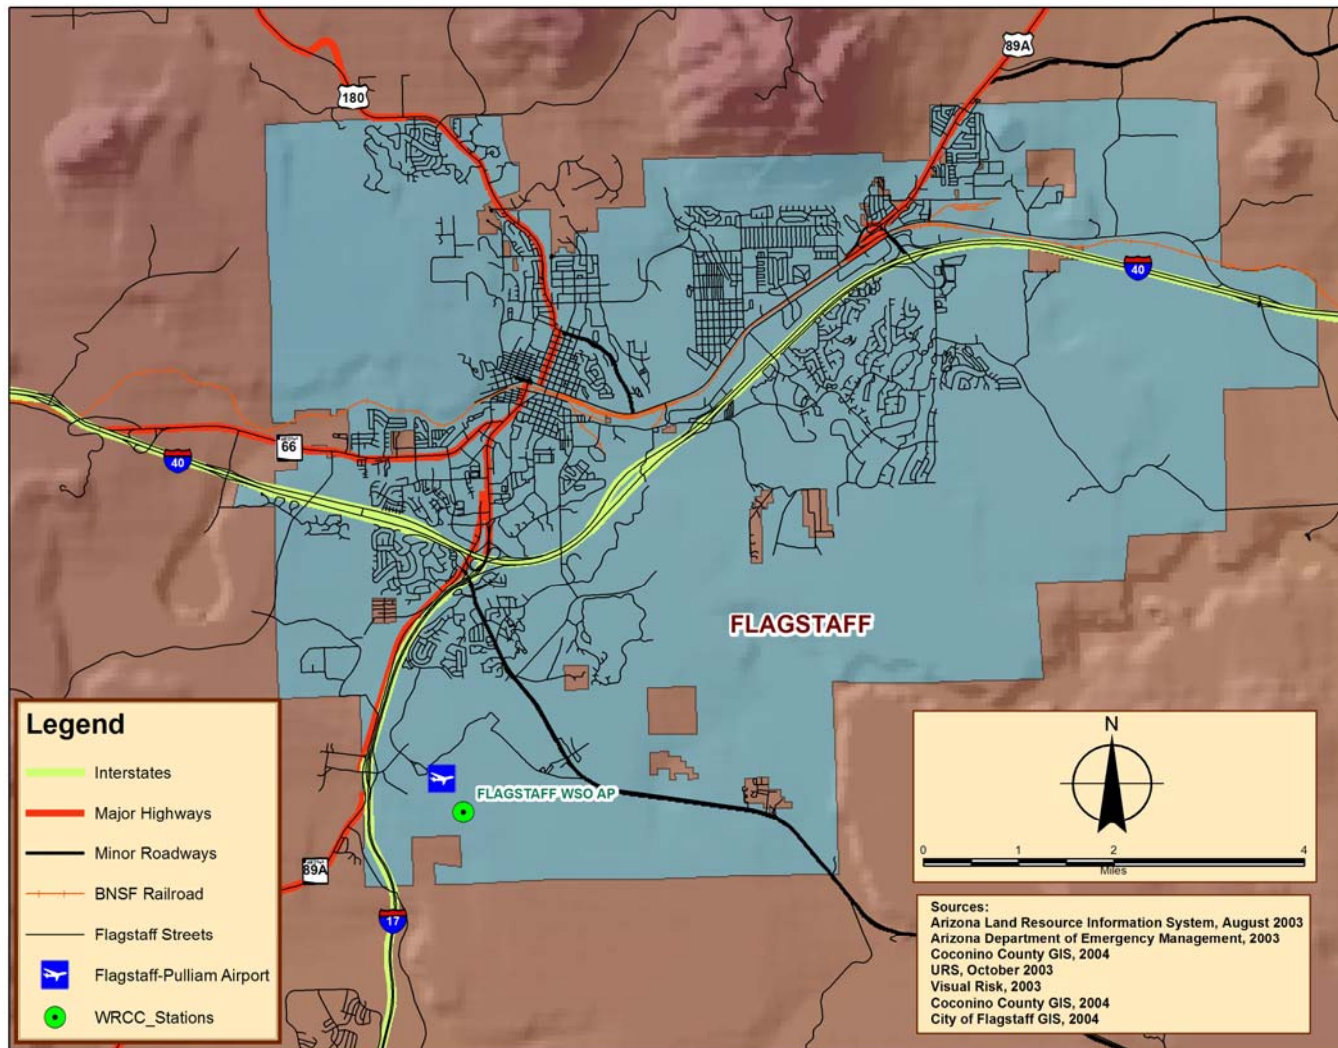 89A
180
40
66
40
FLAGSTAFF
Legend
Interstates
Major Highways
Minor Roadways
BNSF Railroad
Flagstaff Streets
Flagstaff-Pulliam Airport
WRCC_Stations
FLAGSTAFF WSO AP
89A
17
N
0 1 2 4
Miles
Sources:
Arizona Land Resource Information System, August 2003
Arizona Department of Emergency Management, 2003
Coconino County GIS, 2004
URS, October 2003
Visual Risk, 2003
Coconino County GIS, 2004
City of Flagstaff GIS, 2004